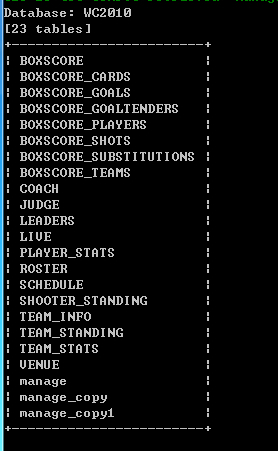 Database: WC2010
[23 tables]
+-------------------------+
¦ BOXSCORE ¦
¦ BOXSCORE_CARDS ¦
¦ BOXSCORE_GOALS ¦
¦ BOXSCORE_GOALTENDERS ¦
¦ BOXSCORE_PLAYERS ¦
¦ BOXSCORE_SHOTS ¦
¦ BOXSCORE_SUBSTITUTIONS ¦
¦ BOXSCORE_TEAMS ¦
¦ COACH ¦
¦ JUDGE ¦
¦ LEADERS ¦
¦ LIVE ¦
¦ PLAYER_STATS ¦
¦ ROSTER ¦
¦ SCHEDULE ¦
¦ SHOOTER_STANDING ¦
¦ TEAM_INFO ¦
¦ TEAM_STANDING ¦
¦ TEAM_STATS ¦
¦ VENUE ¦
¦ manage ¦
¦ manage_copy ¦
¦ manage_copy1 ¦
+-------------------------+